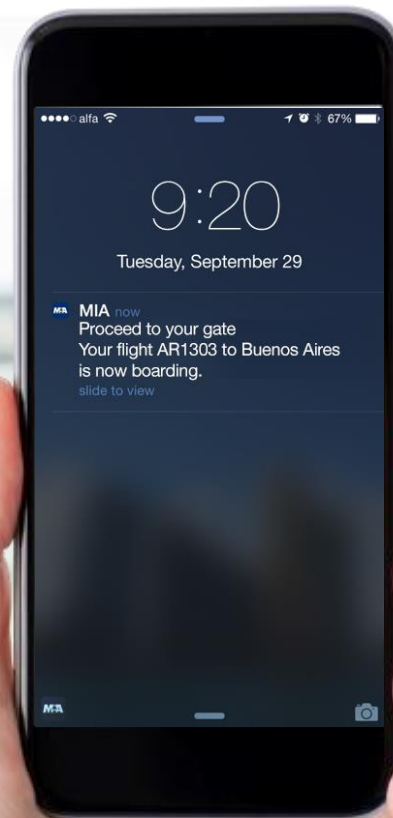 alfa 67%
9:20
Tuesday, September 29
MIA MIA now
Proceed to your gate
Your flight AR1303 to Buenos Aires
is now boarding.
slide to view
MIA